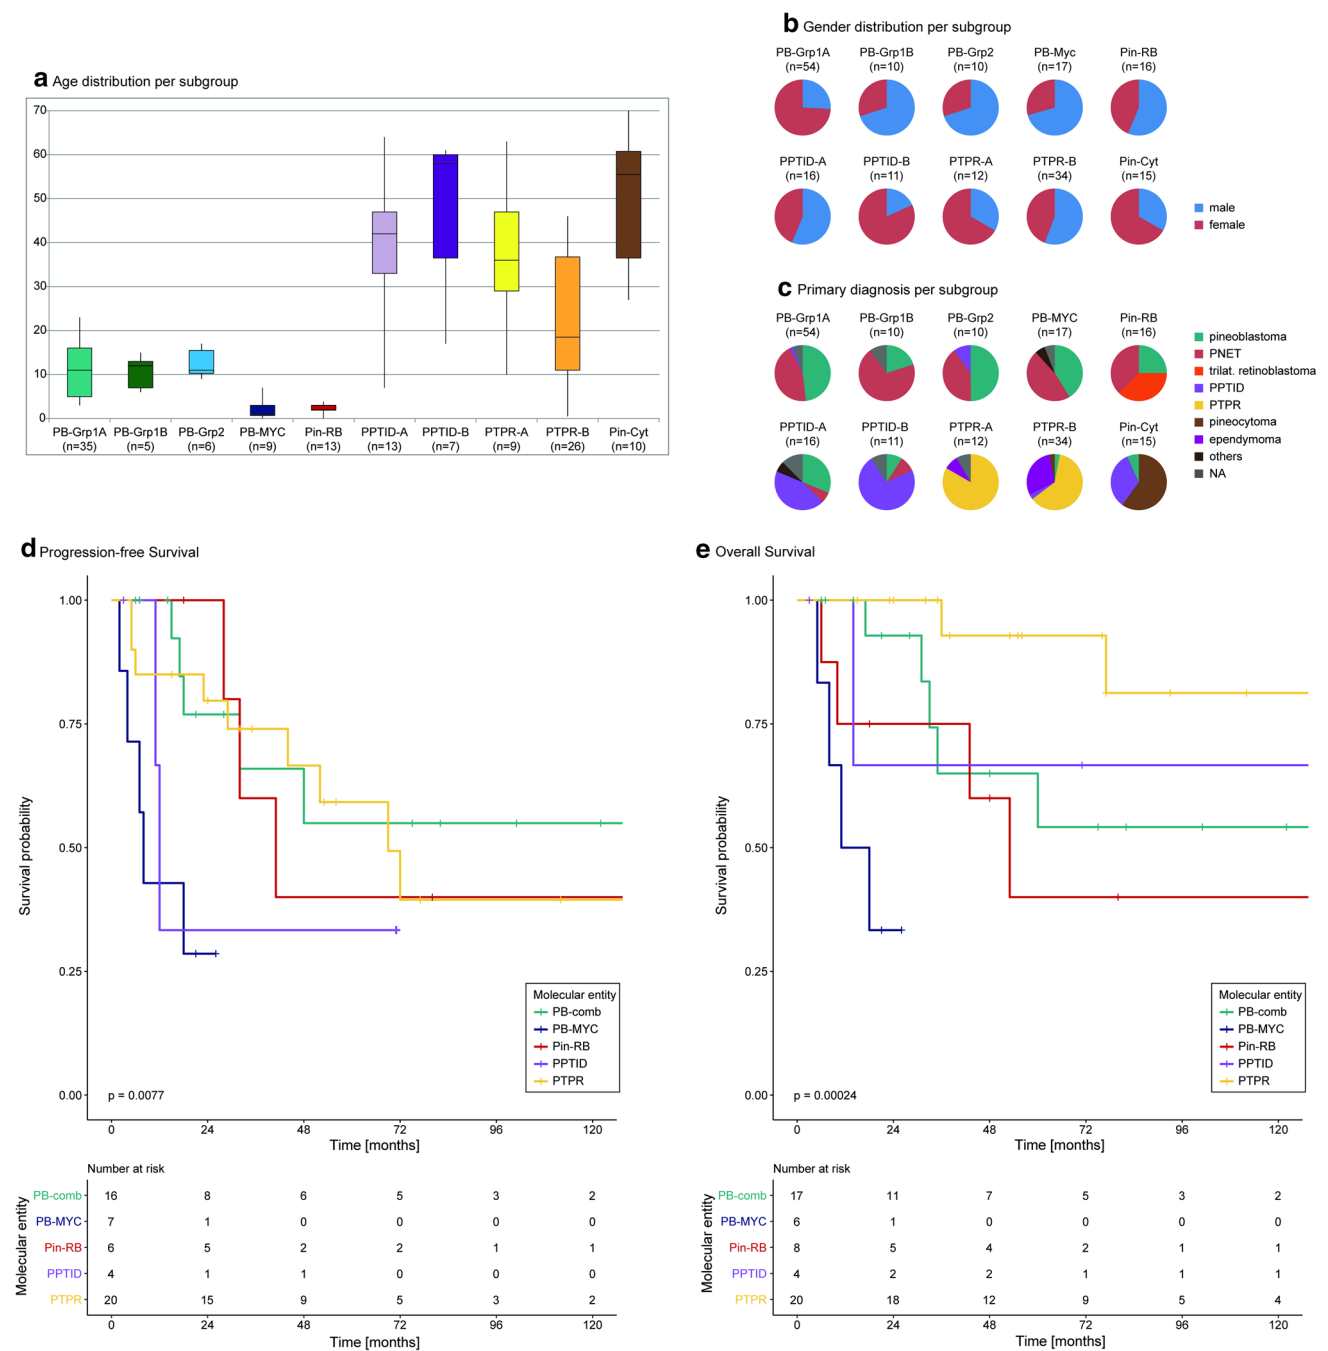 a Age distribution per subgroup
70
60
50
40
30
20
10
0
PB-Grp1A PB-Grp1B PB-Grp2 PB-MYC Pin-RB PPTID-A PPTID-B PTPR-A PTPR-B Pin-Cyt
(n=35) (n=5) (n=6) (n=9) (n=13) (n=13) (n=7) (n=9) (n=26) (n=10)
b Gender distribution per subgroup
PB-Grp1A PB-Grp1B PB-Grp2 PB-Myc Pin-RB
(n=54) (n=10) (n=10) (n=17) (n=16)
PPTID-A PPTID-B PTPR-A PTPR-B Pin-Cyt
(n=16) (n=11) (n=12) (n=34) (n=15)
male
female
c Primary diagnosis per subgroup
PB-Grp1A PB-Grp1B PB-Grp2 PB-MYC Pin-RB
(n=54) (n=10) (n=10) (n=17) (n=16)
PPTID-A PPTID-B PTPR-A PTPR-B Pin-Cyt
(n=16) (n=11) (n=12) (n=34) (n=15)
pineoblastoma
PNET
trilat. retinoblastoma
PPTID
PTPR
pineocytoma
ependymoma
others
NA
d Progression-free Survival
Survival probability
1.00
0.75
0.50
0.25
0.00
p = 0.0077
Molecular entity
PB-comb
PB-MYC
Pin-RB
PPTID
PTPR
0 24 48 72 96 120
Time [months]
Number at risk
Molecular entity
PB-comb 16 8 6 5 3 2
PB-MYC 7 1 0 0 0 0
Pin-RB 6 5 2 2 1 1
PPTID 4 1 1 0 0 0
PTPR 20 15 9 5 3 2
0 24 48 72 96 120
Time [months]
e Overall Survival
Survival probability
1.00
0.75
0.50
0.25
0.00
p = 0.00024
Molecular entity
PB-comb
PB-MYC
Pin-RB
PPTID
PTPR
0 24 48 72 96 120
Time [months]
Number at risk
Molecular entity
PB-comb 17 11 7 5 3 2
PB-MYC 6 1 0 0 0 0
Pin-RB 8 5 4 2 1 1
PPTID 4 2 2 1 1 1
PTPR 20 18 12 9 5 4
0 24 48 72 96 120
Time [months]